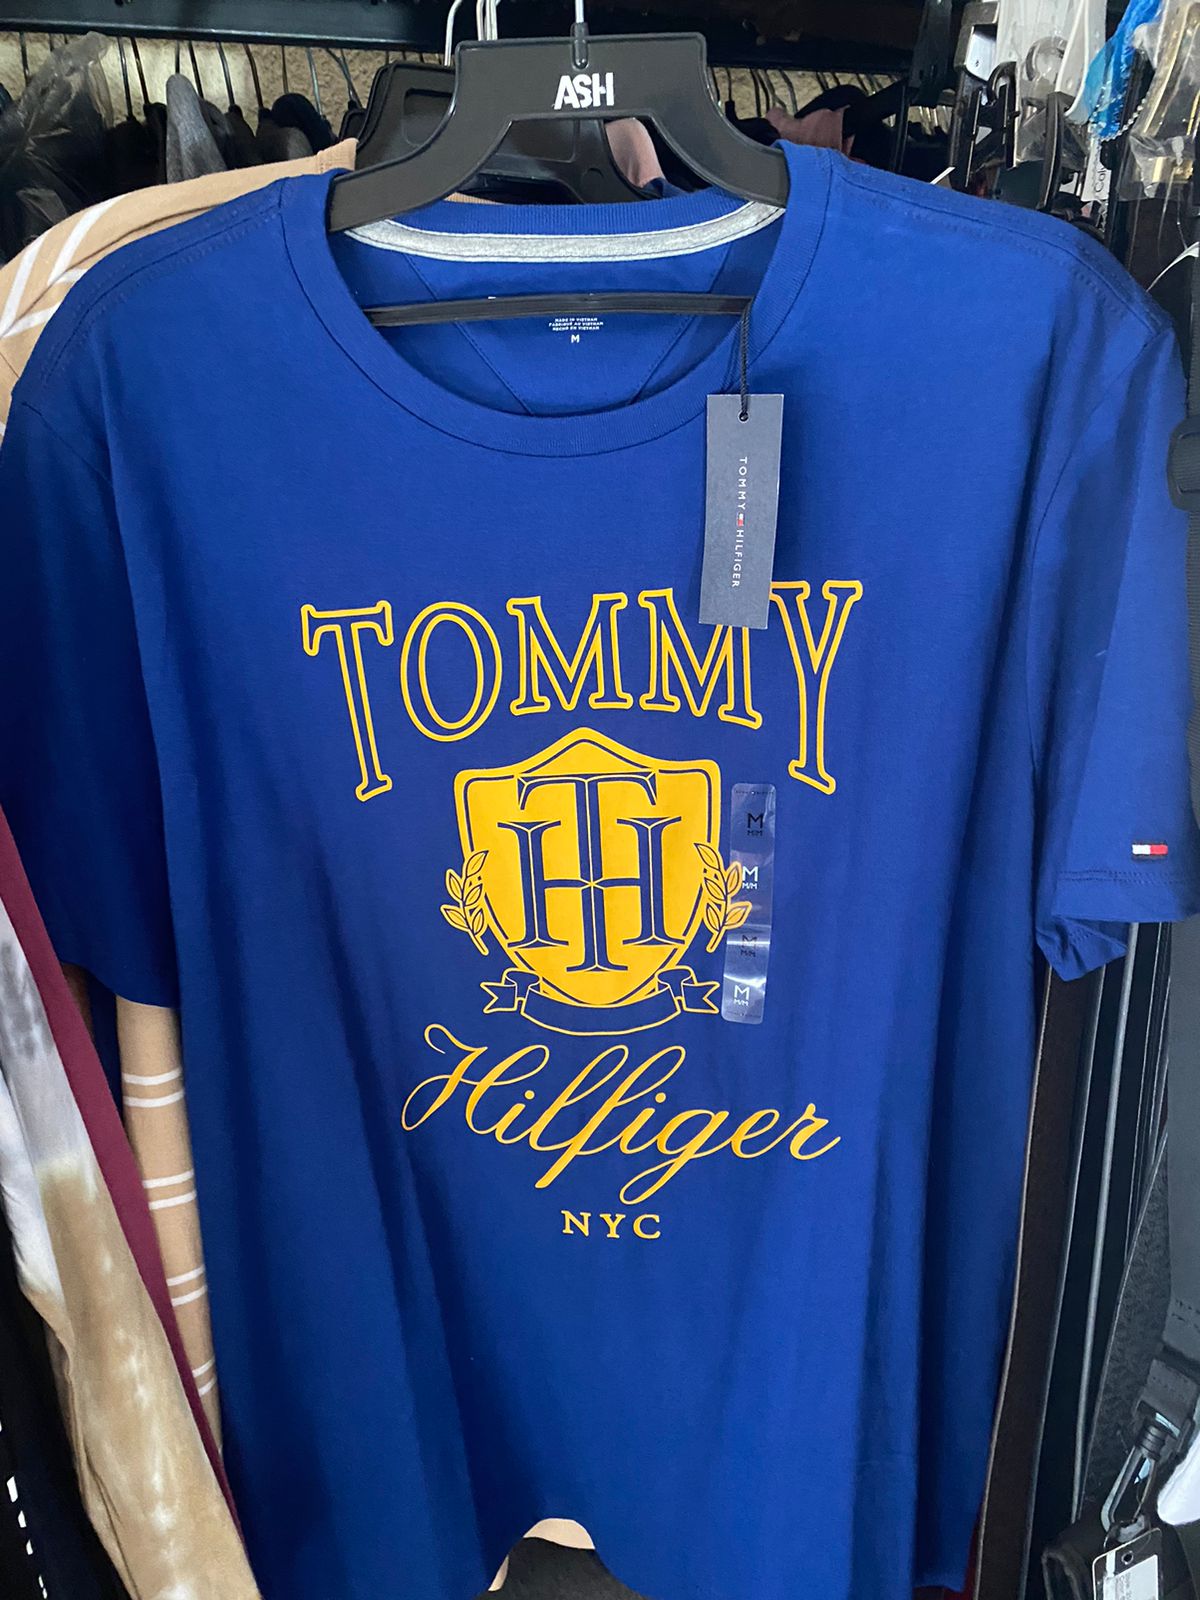 ASH
MADE IN VIETNAM
FABRIQUÉ AU VIETNAM
HECHO EN VIETNAM
M
TOMMY HILFIGER
TOMMY
TH
M
M/M
M
M/M
M
M/M
M
M/M
Hilfiger
NYC